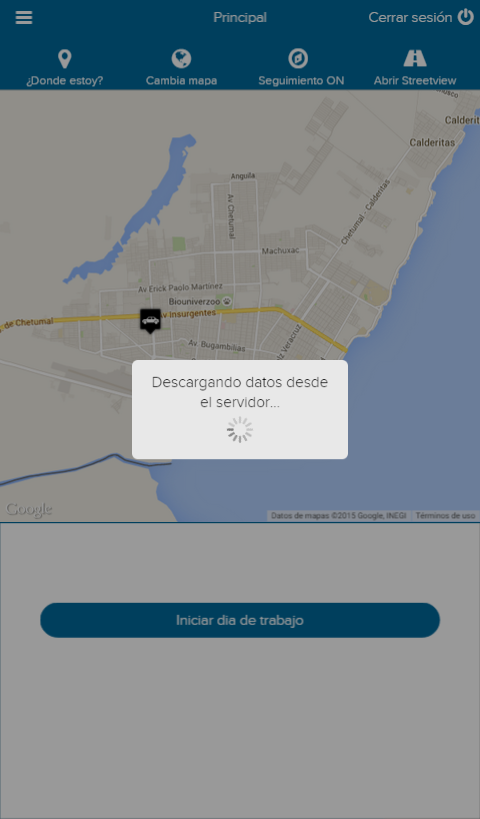 Principal
Cerrar sesión
¿Donde estoy?
Cambia mapa
Seguimiento ON
Abrir Streetview
Calderit
Calderitas
Anguila
Av Chetumal
Chetumal - Calderitas
Machuxac
Av Erick Paolo Martínez
Biouniverzoo
de Chetumal
Av Insurgentes
Av. Bugambilias
Veracruz
Descargando datos desde
el servidor...
Google
Datos de mapas ©2015 Google, INEGI
Términos de uso
Iniciar dia de trabajo